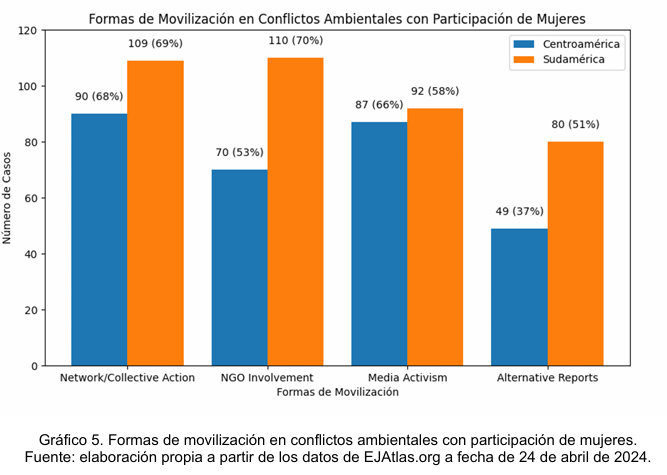 Formas de Movilización en Conflictos Ambientales con Participación de Mujeres
Centroamérica
Sudamérica
Número de Casos
120
100
80
60
40
20
0
90 (68%)
109 (69%)
70 (53%)
110 (70%)
87 (66%)
92 (58%)
49 (37%)
80 (51%)
Network/Collective Action
NGO Involvement
Media Activism
Alternative Reports
Formas de Movilización
Gráfico 5. Formas de movilización en conflictos ambientales con participación de mujeres.
Fuente: elaboración propia a partir de los datos de EJAtlas.org a fecha de 24 de abril de 2024.